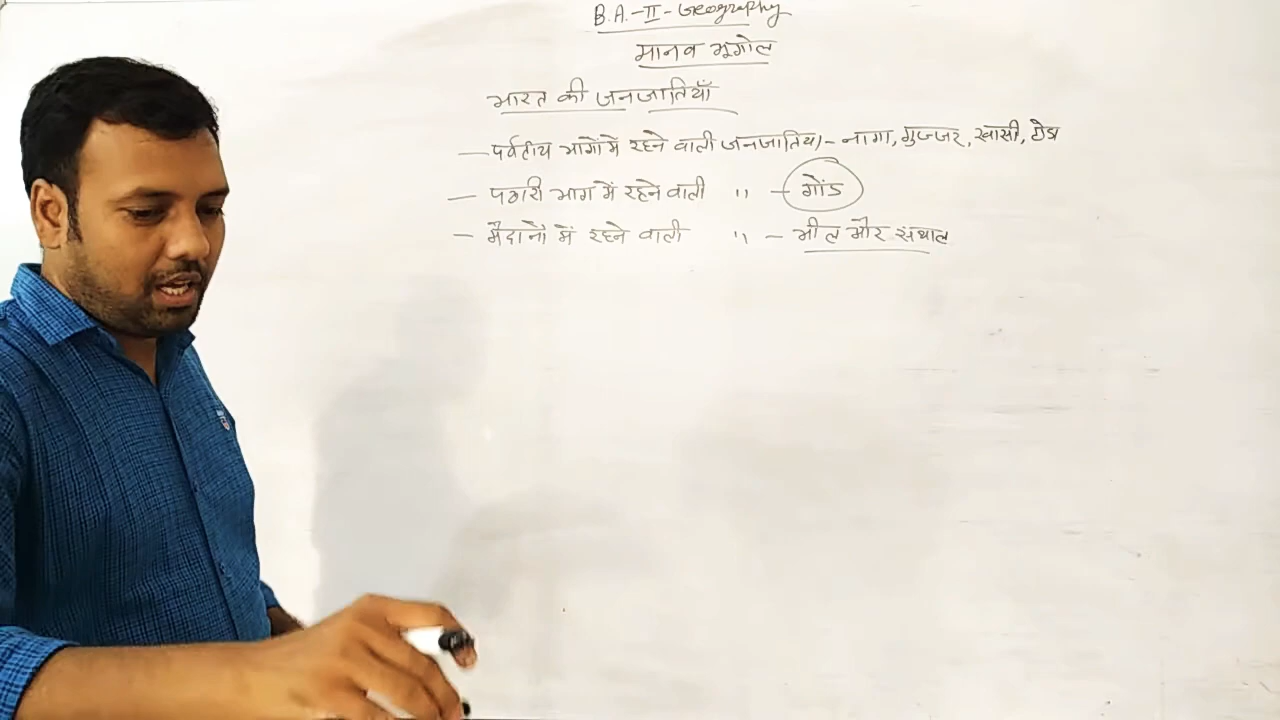 B.A.-II-Geography
मानव भूगोल
भारत की जनजातियाँ
— पर्वतीय भागों में रहने वाली जनजातिय - नागा, गुज्जर, खासी, टोडा
— पठारी भाग में रहने वाली " - गोंड
— मैदानों में रहने वाली " - भील और संथाल